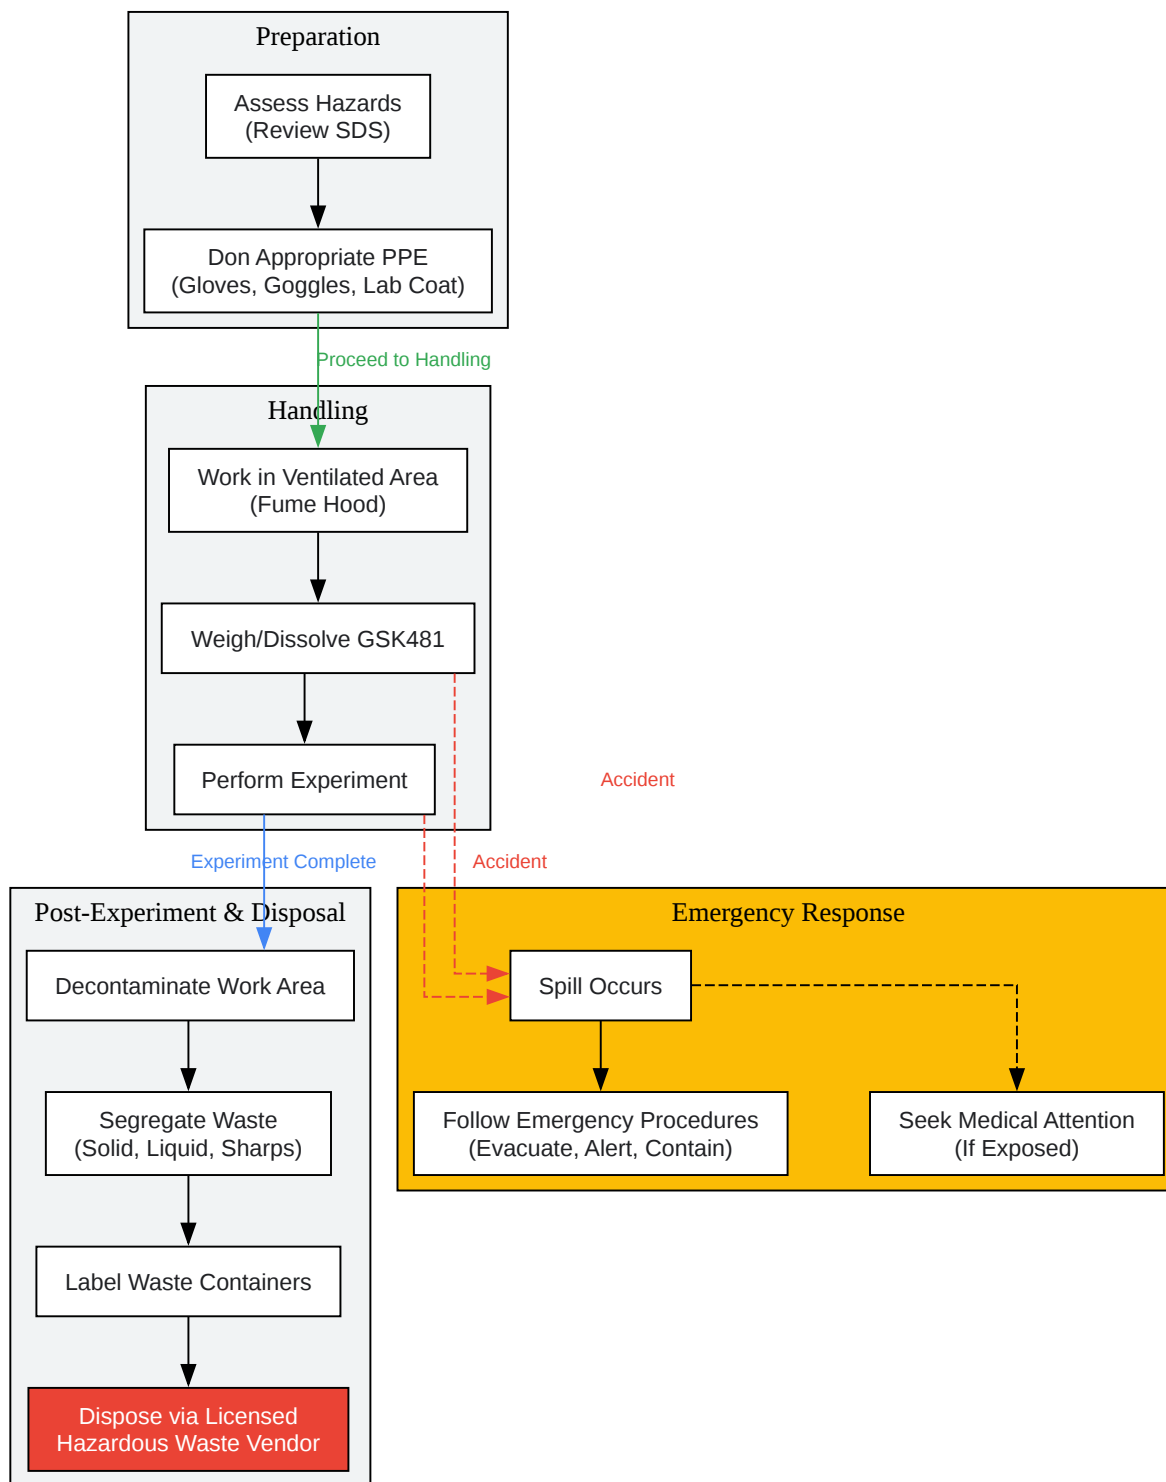 Preparation
Assess Hazards
(Review SDS)
Don Appropriate PPE
(Gloves, Goggles, Lab Coat)
Proceed to Handling
Handling
Work in Ventilated Area
(Fume Hood)
Weigh/Dissolve GSK481
Perform Experiment
Accident
Experiment Complete
Accident
Post-Experiment & Disposal
Decontaminate Work Area
Segregate Waste
(Solid, Liquid, Sharps)
Label Waste Containers
Dispose via Licensed
Hazardous Waste Vendor
Emergency Response
Spill Occurs
Follow Emergency Procedures
(Evacuate, Alert, Contain)
Seek Medical Attention
(If Exposed)